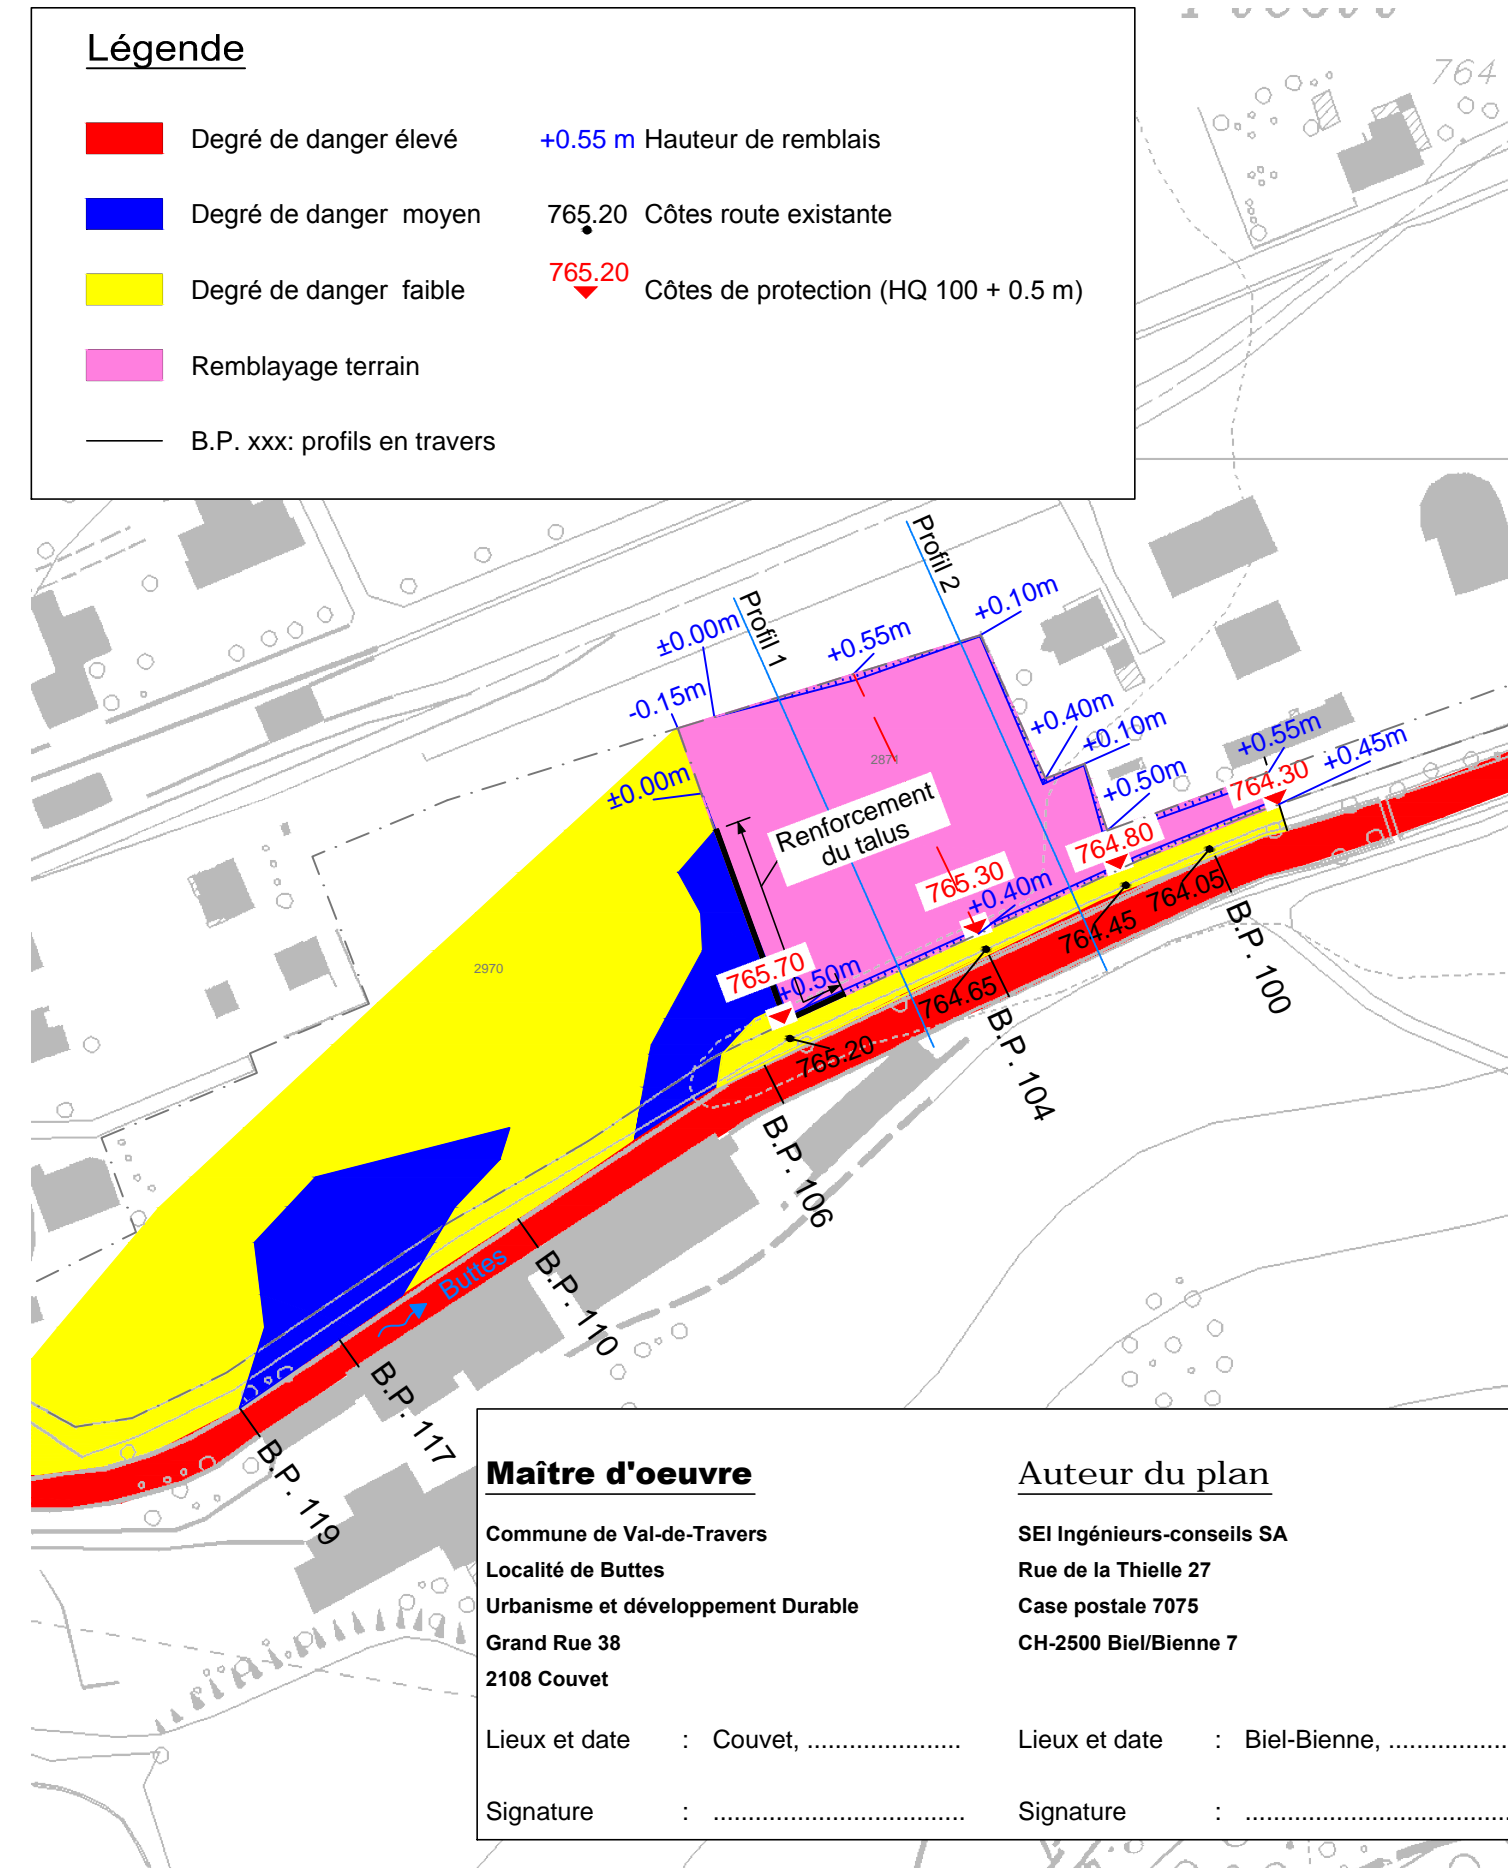 764
Légende
Degré de danger élevé
+0.55 m Hauteur de remblais
Degré de danger moyen
765.20 Côtes route existante
Degré de danger faible
765.20 Côtes de protection (HQ 100 + 0.5 m)
Remblayage terrain
B.P. xxx: profils en travers
Profil 2
Profil 1
+0.10m
±0.00m
+0.55m
-0.15m
+0.40m
+0.10m
+0.55m
+0.45m
±0.00m
+0.50m
764.30
2871
Renforcement
du talus
764.80
765.30
+0.40m
764.05
764.45
B.P. 100
2970
765.70
+0.50m
764.65
B.P. 104
765.20
B.P. 106
Buttes
B.P. 110
B.P. 117
B.P. 119
Maître d'oeuvre
Commune de Val-de-Travers
Localité de Buttes
Urbanisme et développement Durable
Grand Rue 38
2108 Couvet
Lieux et date : Couvet, ......................
Signature : ....................................
Auteur du plan
SEI Ingénieurs-conseils SA
Rue de la Thielle 27
Case postale 7075
CH-2500 Biel/Bienne 7
Lieux et date : Biel-Bienne, .................
Signature : ......................................